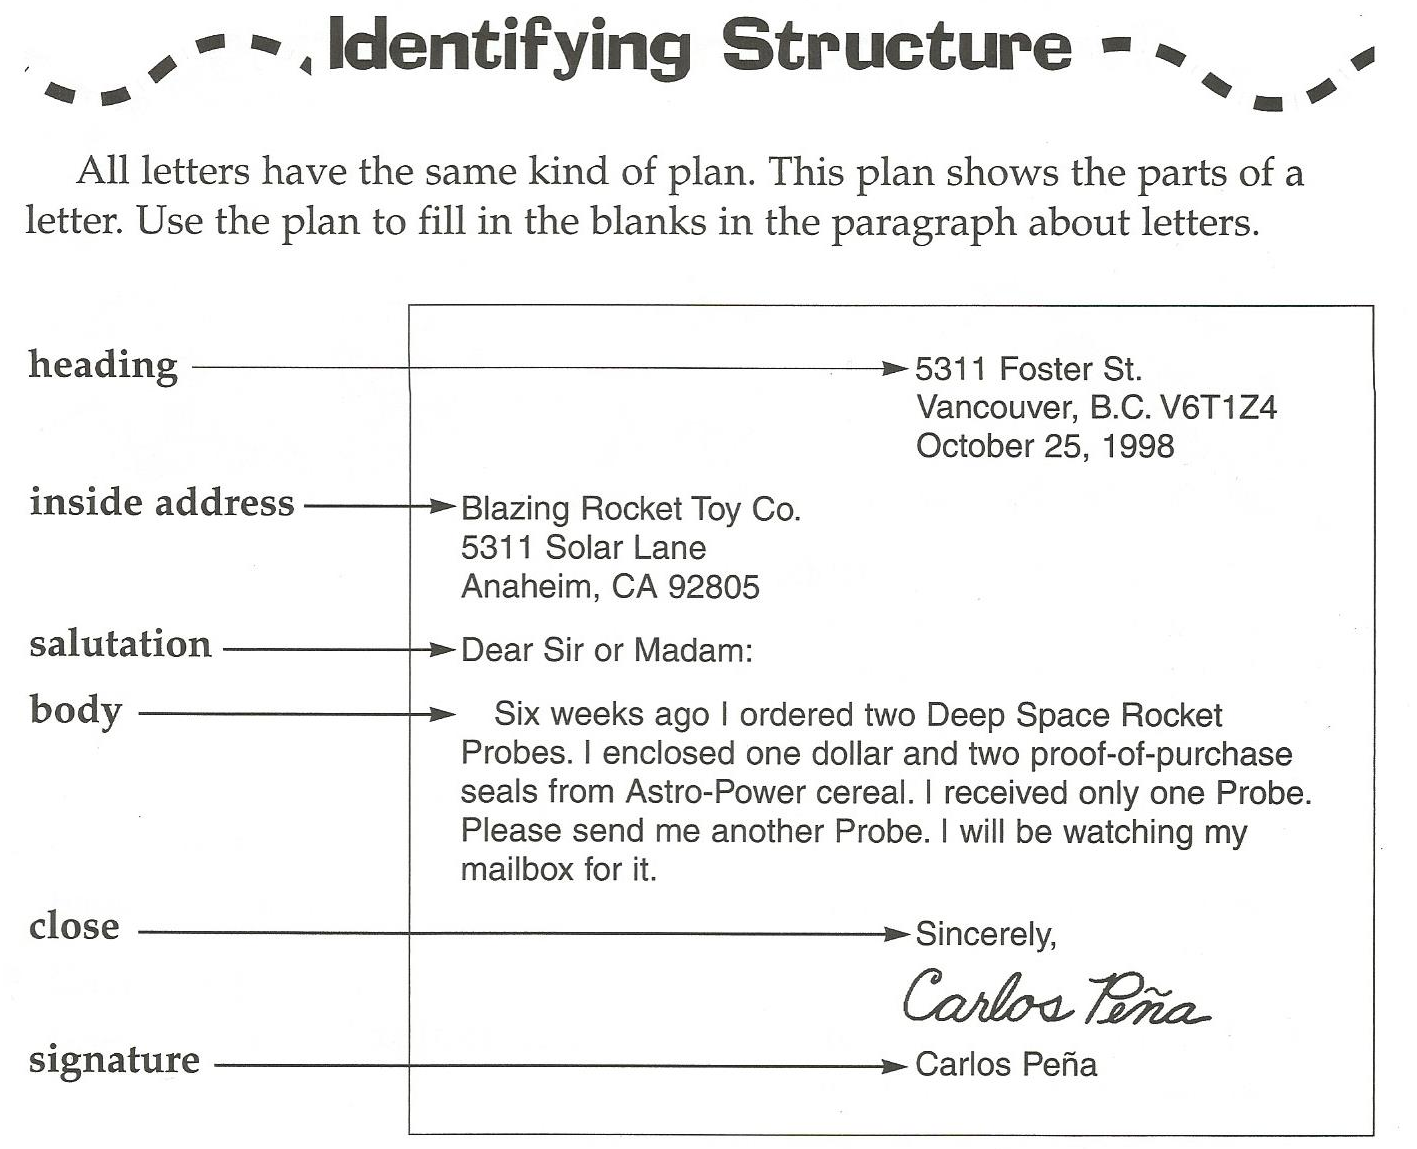 Identifying Structure
All letters have the same kind of plan. This plan shows the parts of a
letter. Use the plan to fill in the blanks in the paragraph about letters.
heading
5311 Foster St.
Vancouver, B.C. V6T1Z4
October 25, 1998
inside address
Blazing Rocket Toy Co.
5311 Solar Lane
Anaheim, CA 92805
salutation
Dear Sir or Madam:
body
Six weeks ago I ordered two Deep Space Rocket
Probes. I enclosed one dollar and two proof-of-purchase
seals from Astro-Power cereal. I received only one Probe.
Please send me another Probe. I will be watching my
mailbox for it.
close
Sincerely,
Carlos Peña
signature
Carlos Peña